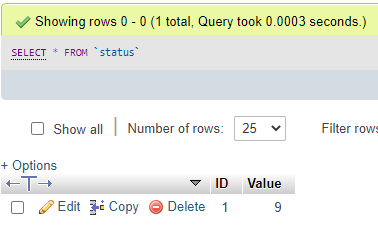 Showing rows 0 - 0 (1 total, Query took 0.0003 seconds.)
SELECT * FROM `status`
Show all Number of rows: 25 Filter rows
+ Options
ID Value
Edit Copy Delete 1 9